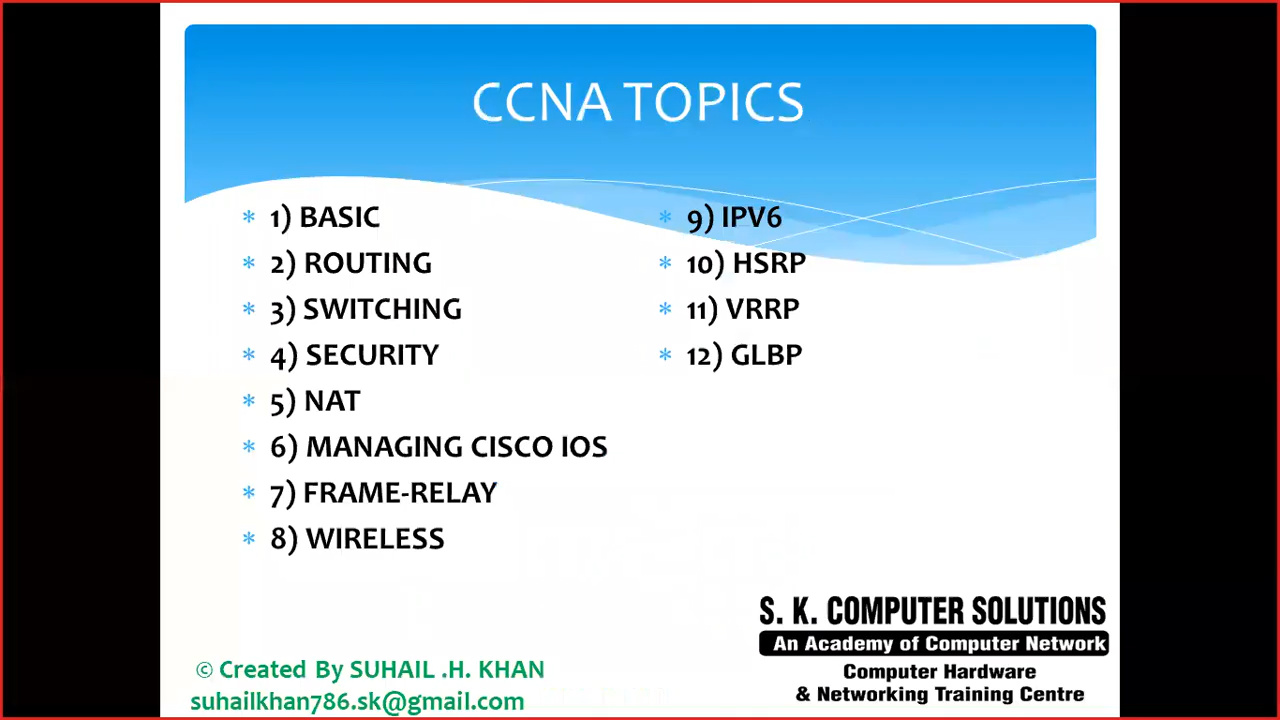 CCNA TOPICS
* 1) BASIC
* 2) ROUTING
* 3) SWITCHING
* 4) SECURITY
* 5) NAT
* 6) MANAGING CISCO IOS
* 7) FRAME-RELAY
* 8) WIRELESS
* 9) IPV6
* 10) HSRP
* 11) VRRP
* 12) GLBP
S. K. COMPUTER SOLUTIONS
An Academy of Computer Network
Computer Hardware
& Networking Training Centre
© Created By SUHAIL .H. KHAN
suhailkhan786.sk@gmail.com